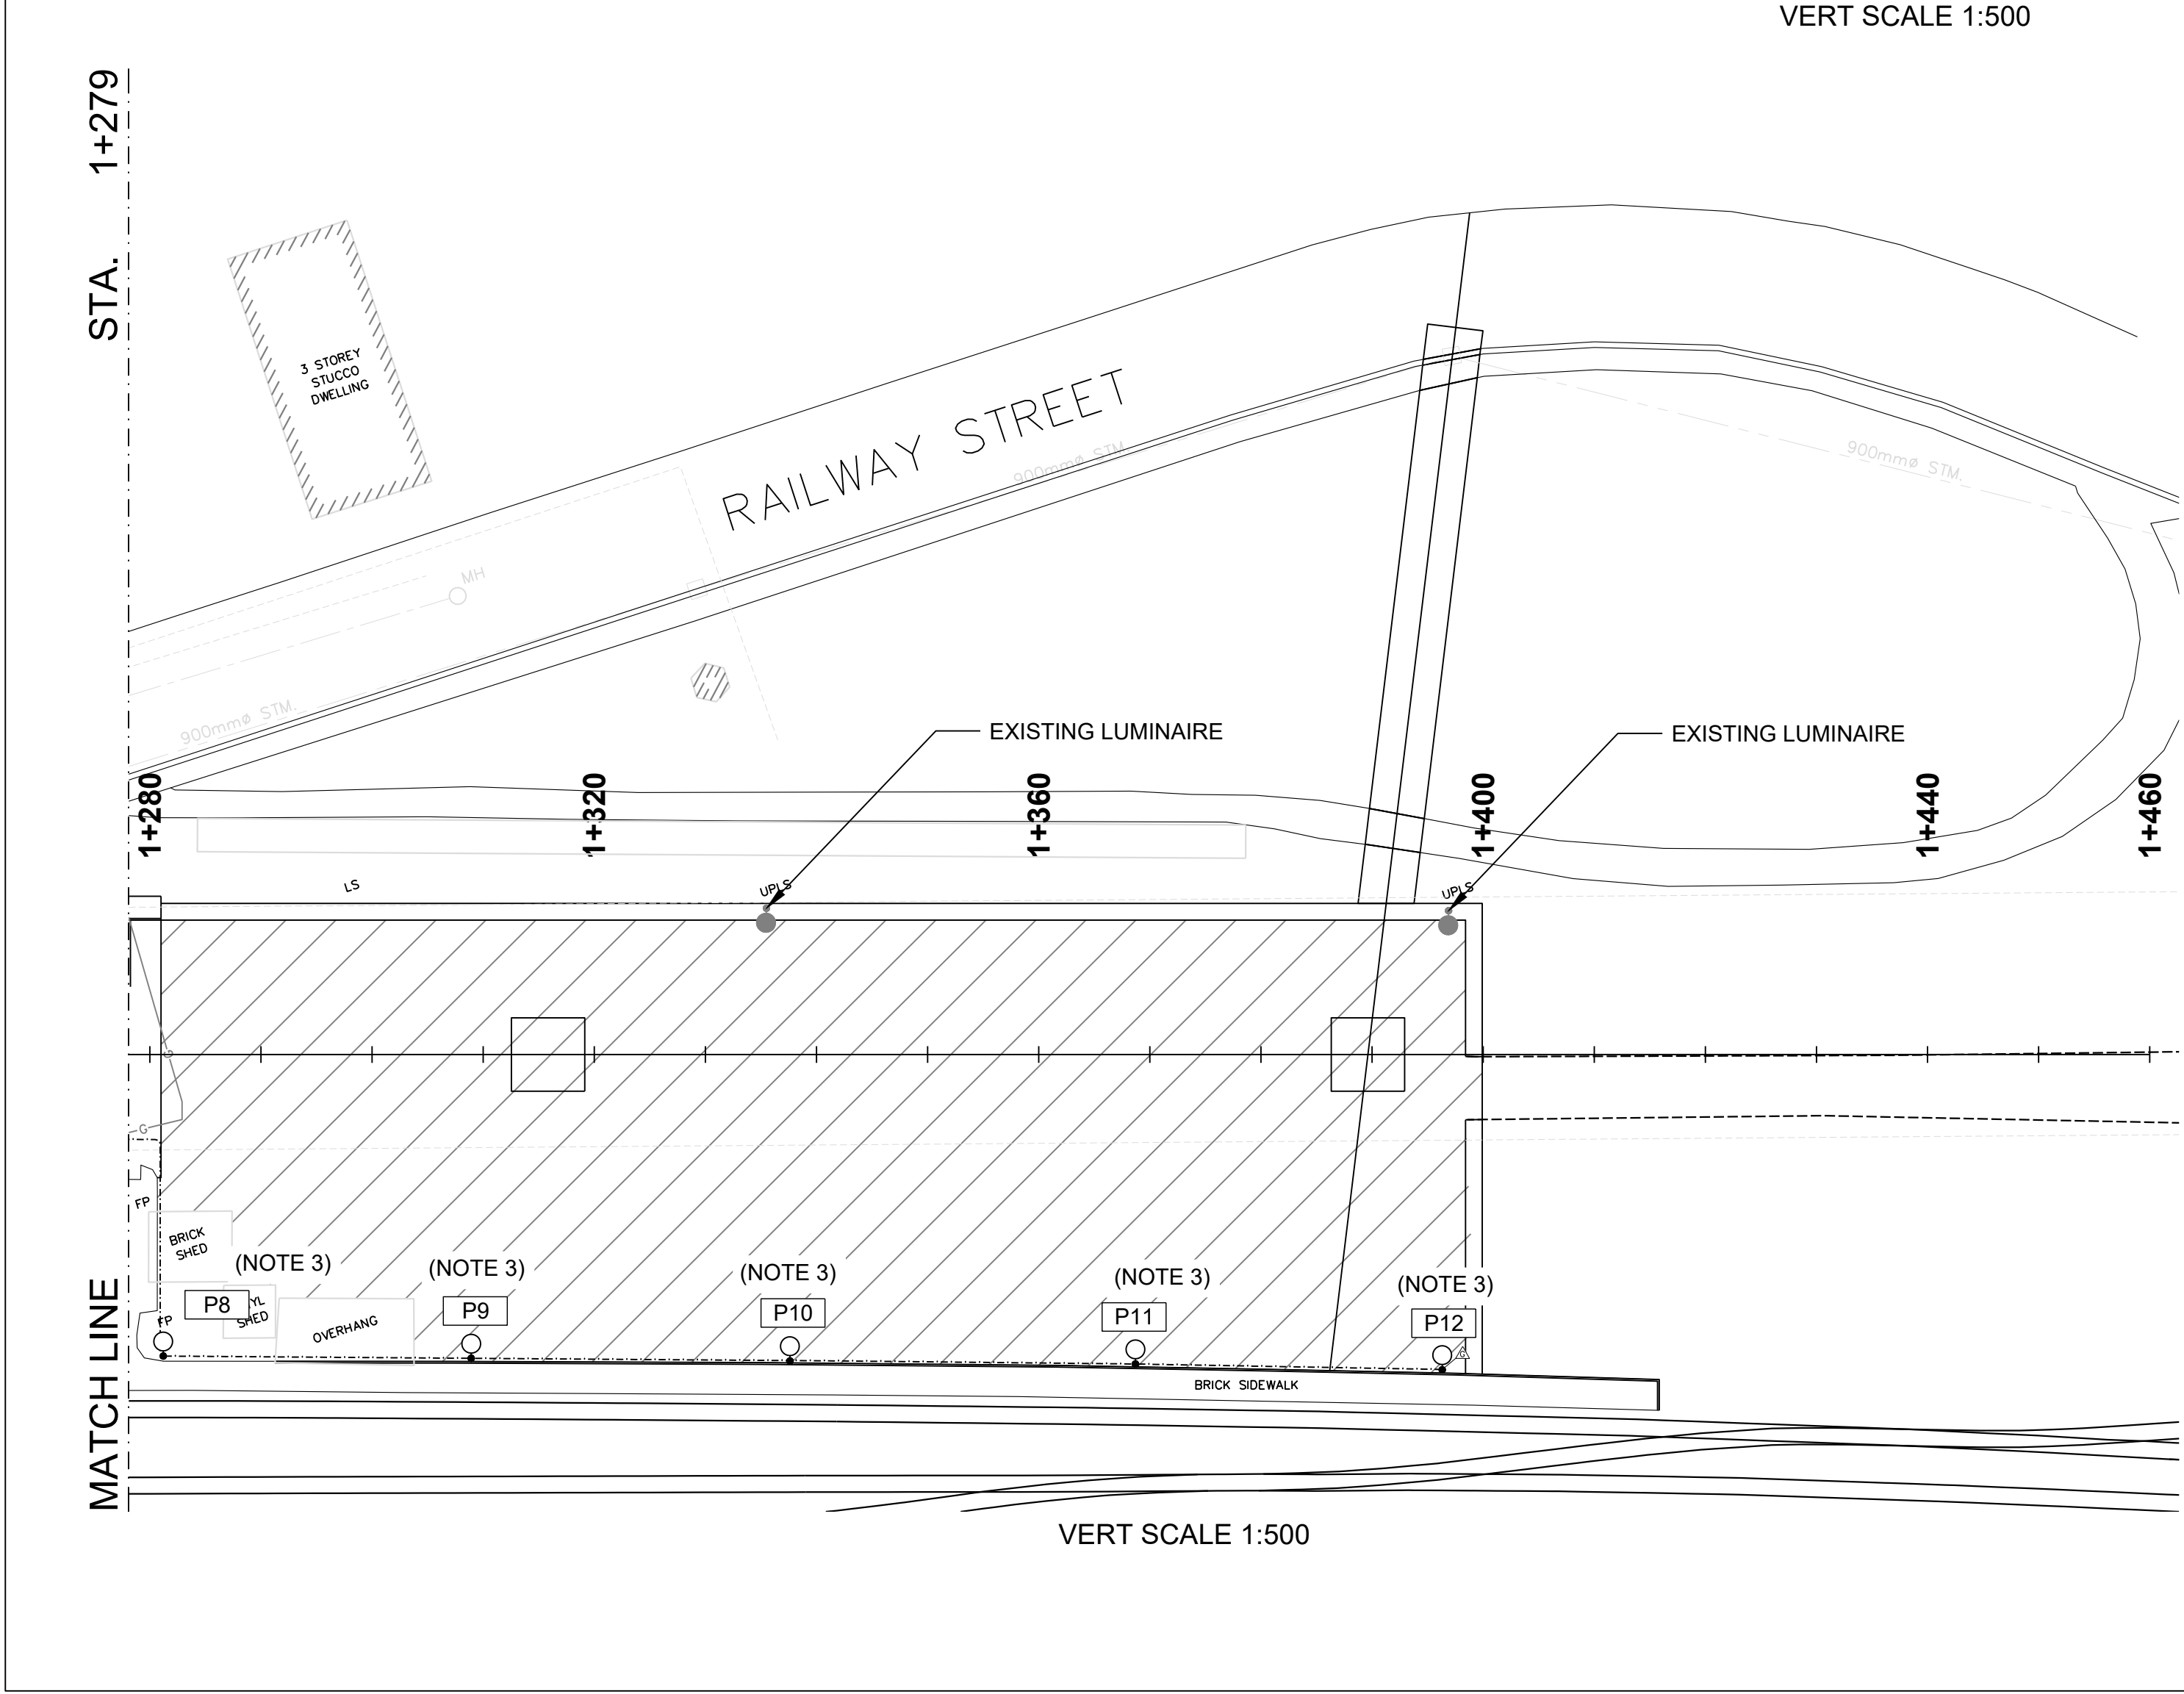 VERT SCALE 1:500
STA. 1+279
3 STOREY
STUCCO
DWELLING
RAILWAY STREET
900mmø STM.
900mmø STM.
MH
900mmø STM.
EXISTING LUMINAIRE
EXISTING LUMINAIRE
1+280
1+320
1+360
1+400
1+440
1+460
LS
UPLS
UPLS
G
G
FP
BRICK
SHED
(NOTE 3)
(NOTE 3)
(NOTE 3)
(NOTE 3)
(NOTE 3)
P8
P9
P10
P11
P12
YL
SHED
FP
OVERHANG
G
BRICK SIDEWALK
MATCH LINE
VERT SCALE 1:500